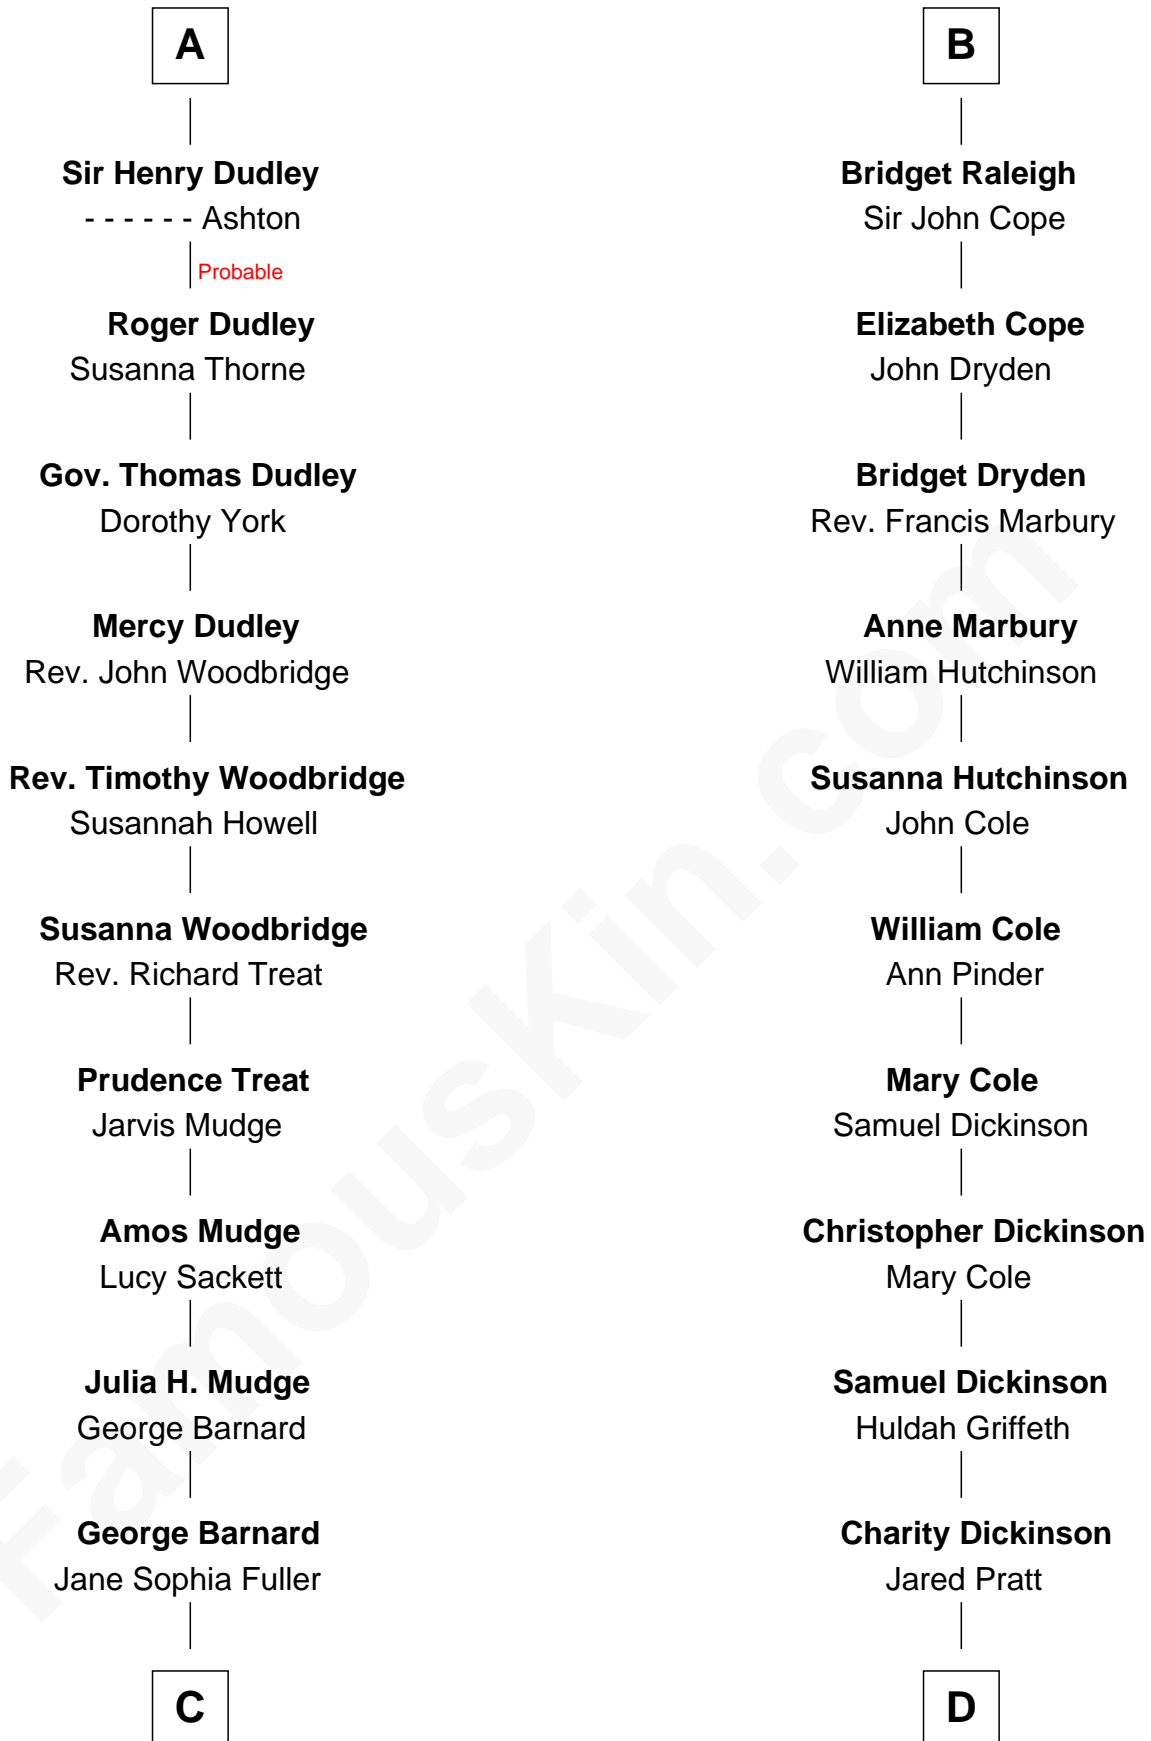 A
Sir Henry Dudley
- - - - - - Ashton
Probable
Roger Dudley
Susanna Thorne
Gov. Thomas Dudley
Dorothy York
Mercy Dudley
Rev. John Woodbridge
Rev. Timothy Woodbridge
Susannah Howell
Susanna Woodbridge
Rev. Richard Treat
Prudence Treat
Jarvis Mudge
Amos Mudge
Lucy Sackett
Julia H. Mudge
George Barnard
George Barnard
Jane Sophia Fuller
C
B
Bridget Raleigh
Sir John Cope
Elizabeth Cope
John Dryden
Bridget Dryden
Rev. Francis Marbury
Anne Marbury
William Hutchinson
Susanna Hutchinson
John Cole
William Cole
Ann Pinder
Mary Cole
Samuel Dickinson
Christopher Dickinson
Mary Cole
Samuel Dickinson
Huldah Griffeth
Charity Dickinson
Jared Pratt
D
FamousKin.com